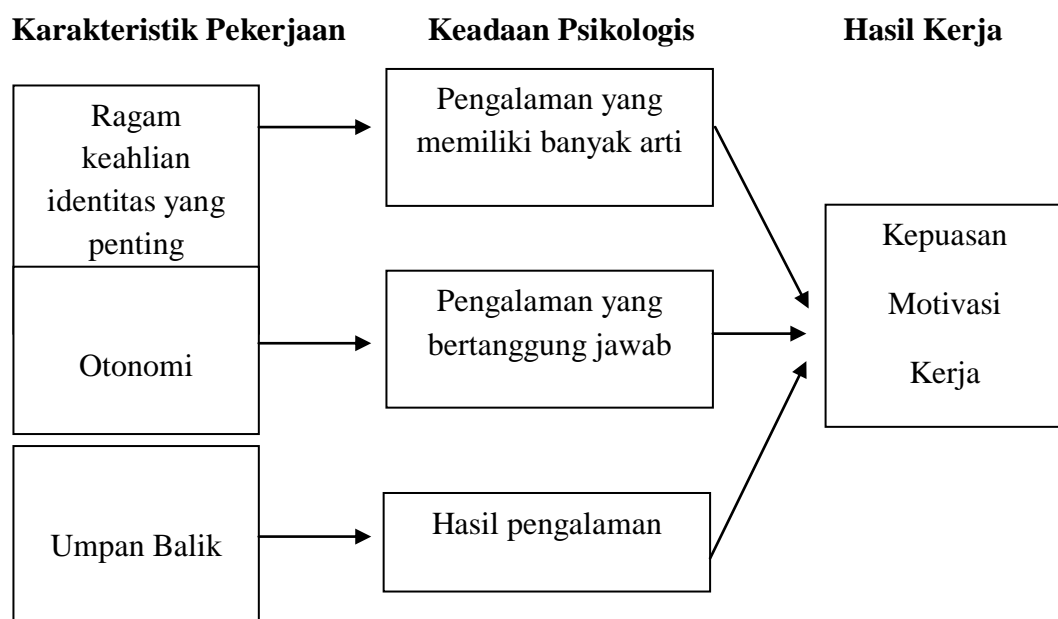 Karakteristik Pekerjaan
Keadaan Psikologis
Hasil Kerja
Ragam
keahlian
identitas yang
penting
Pengalaman yang
memiliki banyak arti
Otonomi
Pengalaman yang
bertanggung jawab
Umpan Balik
Hasil pengalaman
Kepuasan
Motivasi
Kerja